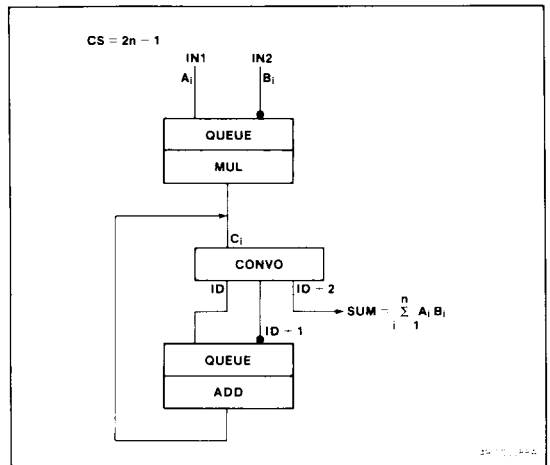 CS = 2n − 1
IN1 IN2
Ai Bi
QUEUE
MUL
Ci
CONVO
ID ID + 2
SUM = n ∑ i = 1 Ai Bi
ID + 1
QUEUE
ADD